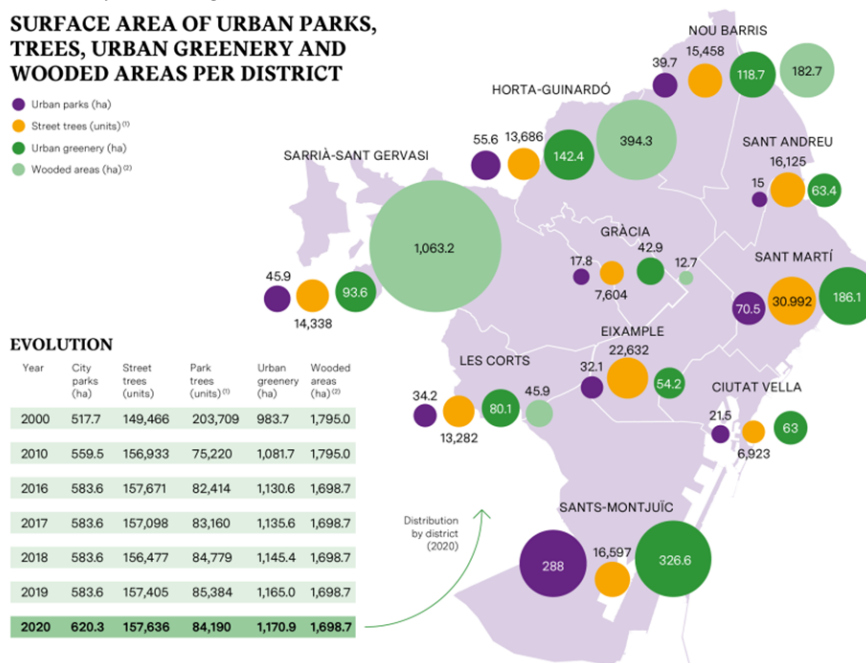 SURFACE AREA OF URBAN PARKS,
TREES, URBAN GREENERY AND
WOODED AREAS PER DISTRICT
Urban parks (ha)
Street trees (units)⁽¹⁾
Urban greenery (ha)
Wooded areas (ha)⁽²⁾
NOU BARRIS
39.7 15,458 118.7 182.7
HORTA-GUINARDÓ
55.6 13,686 142.4 394.3
SANT ANDREU
16,125
15 63.4
SARRIÀ-SANT GERVASI
1,063.2
45.9 93.6
14,338
GRÀCIA
17.8 42.9 12.7
7,604
SANT MARTÍ
70.5 30.992 186.1
EIXAMPLE
22,632
32.1 54.2
LES CORTS
34.2 80.1 45.9
13,282
CIUTAT VELLA
21.5 63
6,923
SANTS-MONTJUÏC
288 16,597 326.6
Distribution
by district
(2020)
EVOLUTION
Year City parks (ha) Street trees (units) Park trees (units)⁽¹⁾ Urban greenery (ha) Wooded areas (ha)⁽²⁾
2000 517.7 149,466 203,709 983.7 1,795.0
2010 559.5 156,933 75,220 1,081.7 1,795.0
2016 583.6 157,671 82,414 1,130.6 1,698.7
2017 583.6 157,098 83,160 1,135.6 1,698.7
2018 583.6 156,477 84,779 1,145.4 1,698.7
2019 583.6 157,405 85,384 1,165.0 1,698.7
2020 620.3 157,636 84,190 1,170.9 1,698.7